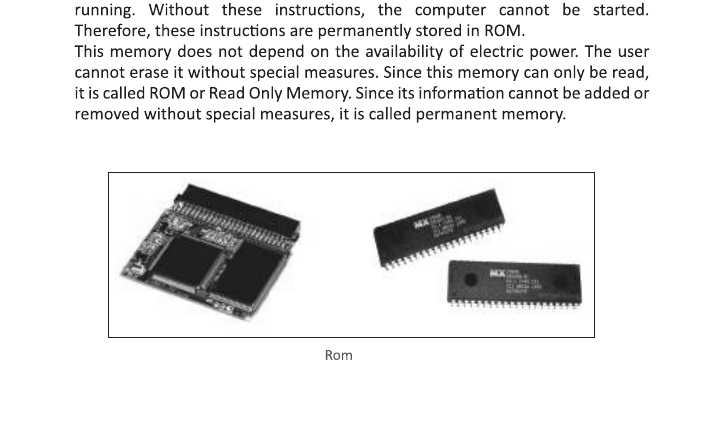 running. Without these instructions, the computer cannot be started.
Therefore, these instructions are permanently stored in ROM.
This memory does not depend on the availability of electric power. The user
cannot erase it without special measures. Since this memory can only be read,
it is called ROM or Read Only Memory. Since its information cannot be added or
removed without special measures, it is called permanent memory.
MX
MX
Rom